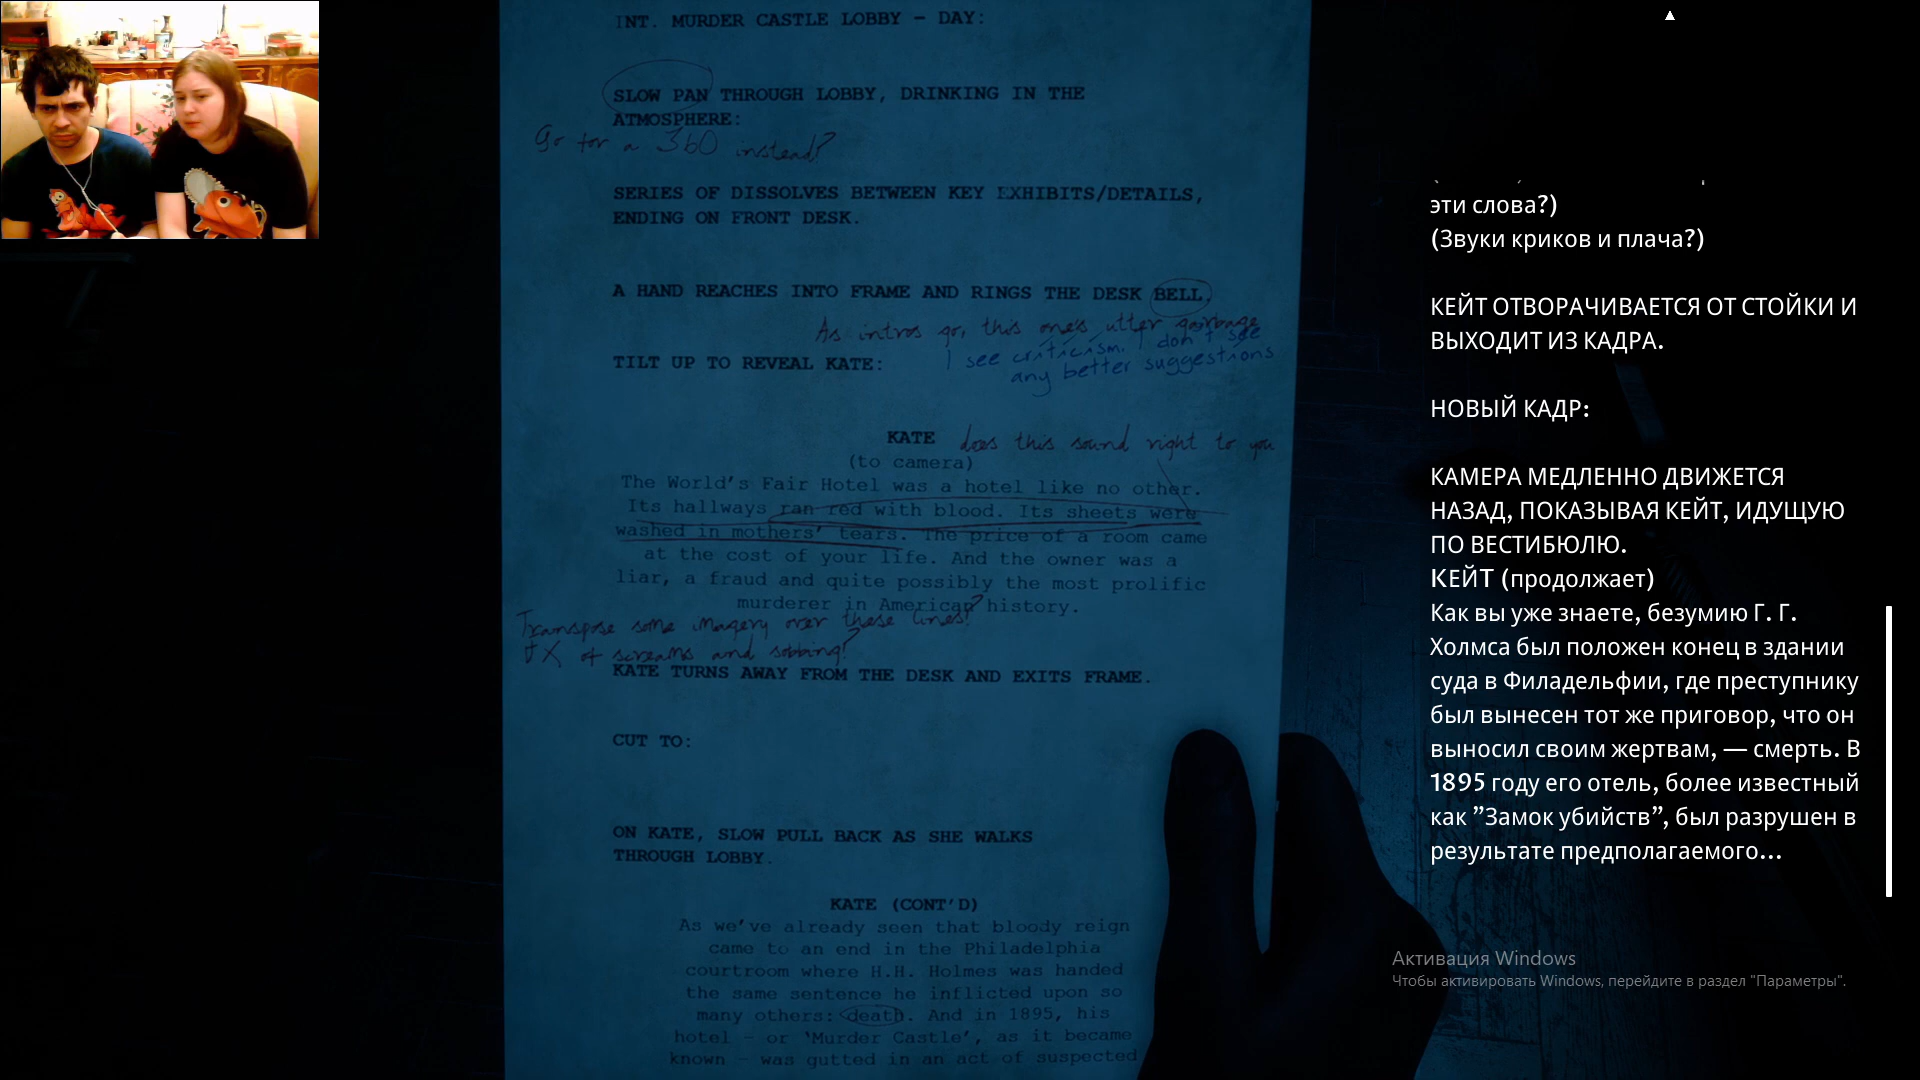 INT. MURDER CASTLE LOBBY - DAY:
SLOW PAN THROUGH LOBBY, DRINKING IN THE
ATMOSPHERE:
Go for a 360 instead?
SERIES OF DISSOLVES BETWEEN KEY EXHIBITS/DETAILS,
ENDING ON FRONT DESK.
A HAND REACHES INTO FRAME AND RINGS THE DESK BELL.
As intros go, this one's utter garbage
I see criticism. I don't see
any better suggestions
TILT UP TO REVEAL KATE:
KATE does this sound right to you
(to camera)
The World's Fair Hotel was a hotel like no other.
Its hallways ran red with blood. Its sheets were
washed in mothers' tears. The price of a room came
at the cost of your life. And the owner was a
liar, a fraud and quite possibly the most prolific
murderer in American history.
Transpose some imagery over these lines?
FX of screams and sobbing?
KATE TURNS AWAY FROM THE DESK AND EXITS FRAME.
CUT TO:
ON KATE, SLOW PULL BACK AS SHE WALKS
THROUGH LOBBY.
KATE (CONT'D)
As we've already seen that bloody reign
came to an end in the Philadelphia
courtroom where H.H. Holmes was handed
the same sentence he inflicted upon so
many others: death. And in 1895, his
hotel - or 'Murder Castle', as it became
known - was gutted in an act of suspected
эти слова?)
(Звуки криков и плача?)
КЕЙТ ОТВОРАЧИВАЕТСЯ ОТ СТОЙКИ И
ВЫХОДИТ ИЗ КАДРА.
НОВЫЙ КАДР:
КАМЕРА МЕДЛЕННО ДВИЖЕТСЯ
НАЗАД, ПОКАЗЫВАЯ КЕЙТ, ИДУЩУЮ
ПО ВЕСТИБЮЛЮ.
КЕЙТ (продолжает)
Как вы уже знаете, безумию Г. Г.
Холмса был положен конец в здании
суда в Филадельфии, где преступнику
был вынесен тот же приговор, что он
выносил своим жертвам, — смерть. В
1895 году его отель, более известный
как ”Замок убийств”, был разрушен в
результате предполагаемого...
Активация Windows
Чтобы активировать Windows, перейдите в раздел "Параметры".